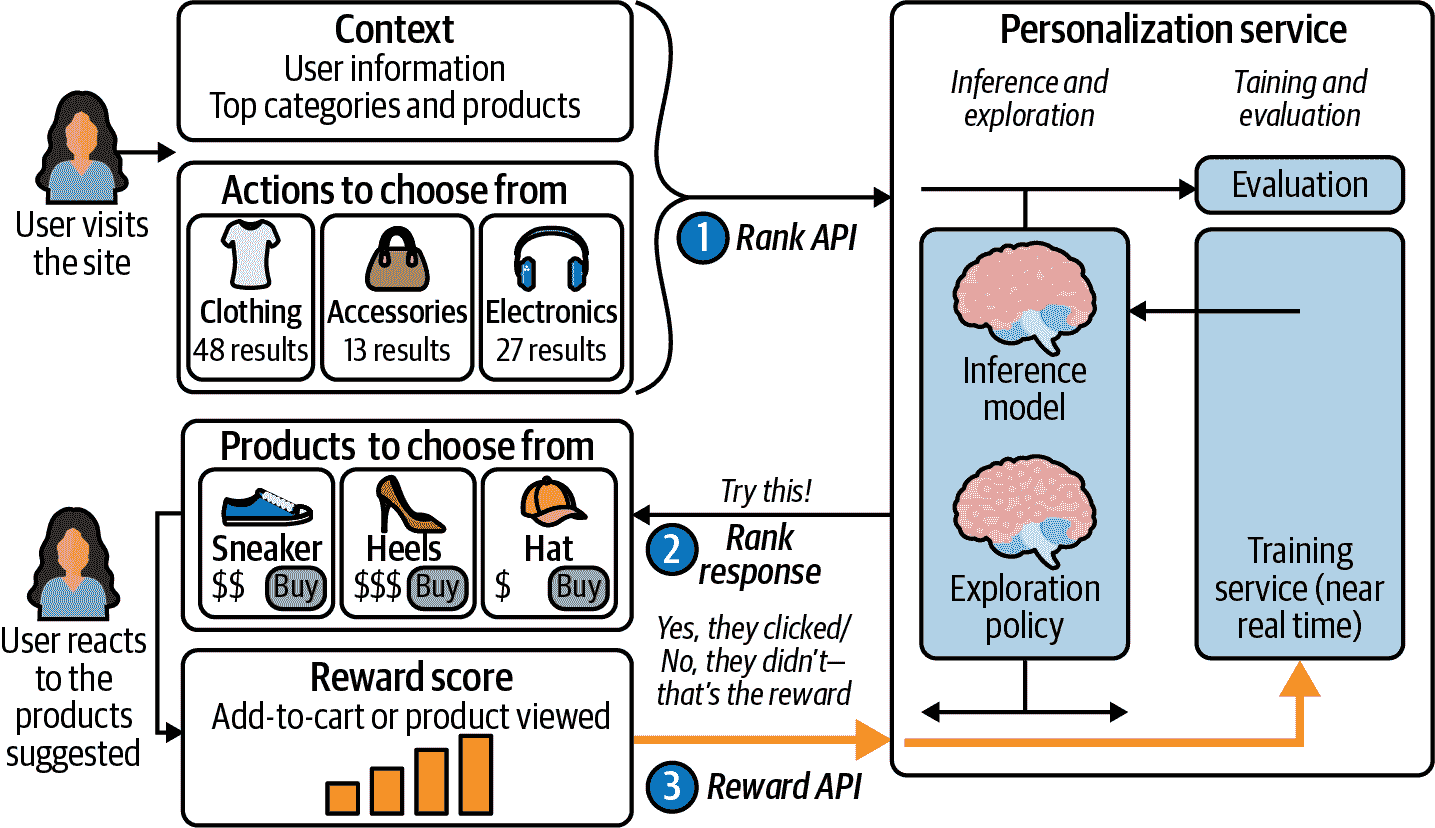 Context
User information
Top categories and products
User visits
the site
Actions to choose from
Clothing
48 results
Accessories
13 results
Electronics
27 results
1 Rank API
Personalization service
Inference and
exploration
Taining and
evaluation
Evaluation
Inference
model
Exploration
policy
Training
service (near
real time)
Products to choose from
Sneaker
$$ Buy
Heels
$$$ Buy
Hat
$ Buy
Try this!
2 Rank
response
User reacts
to the
products
suggested
Reward score
Add-to-cart or product viewed
Yes, they clicked/
No, they didn’t–
that’s the reward
3 Reward API